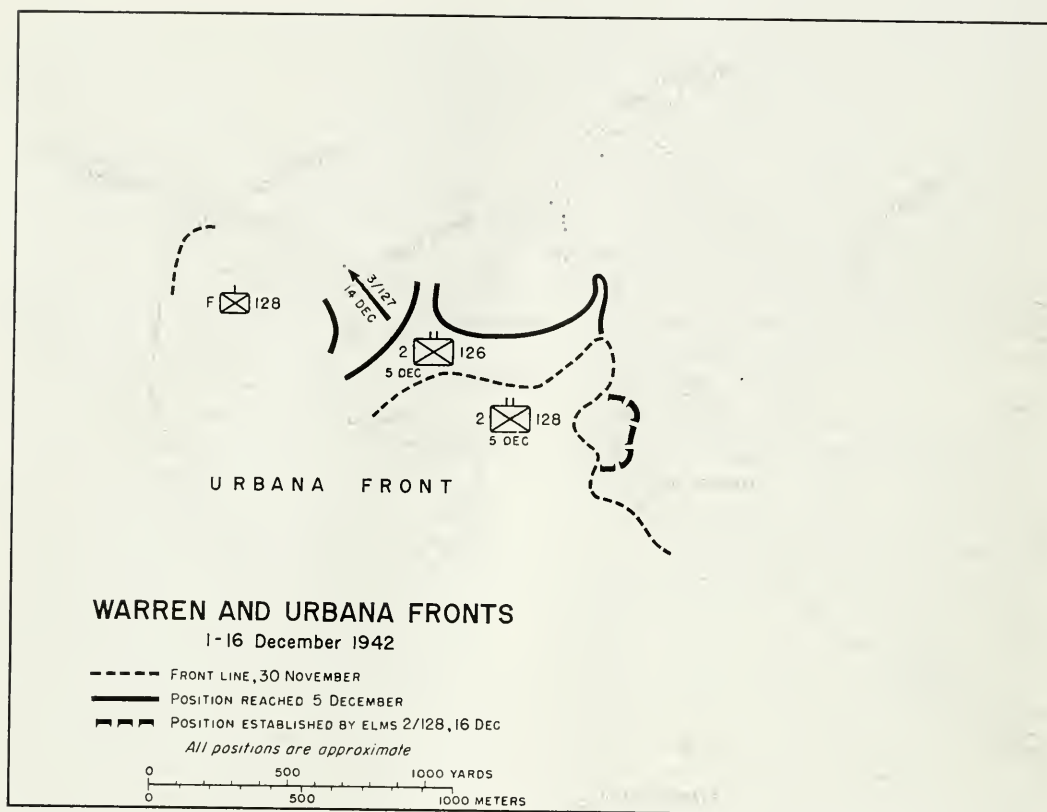 F 128
3/127
14 DEC
2 126
5 DEC
2 128
5 DEC
URBANA FRONT
WARREN AND URBANA FRONTS
1-16 December 1942
FRONT LINE, 30 NOVEMBER
POSITION REACHED 5 DECEMBER
POSITION ESTABLISHED BY ELMS 2/128, 16 DEC
All positions are approximate
0 500 1000 YARDS
0 500 1000 METERS